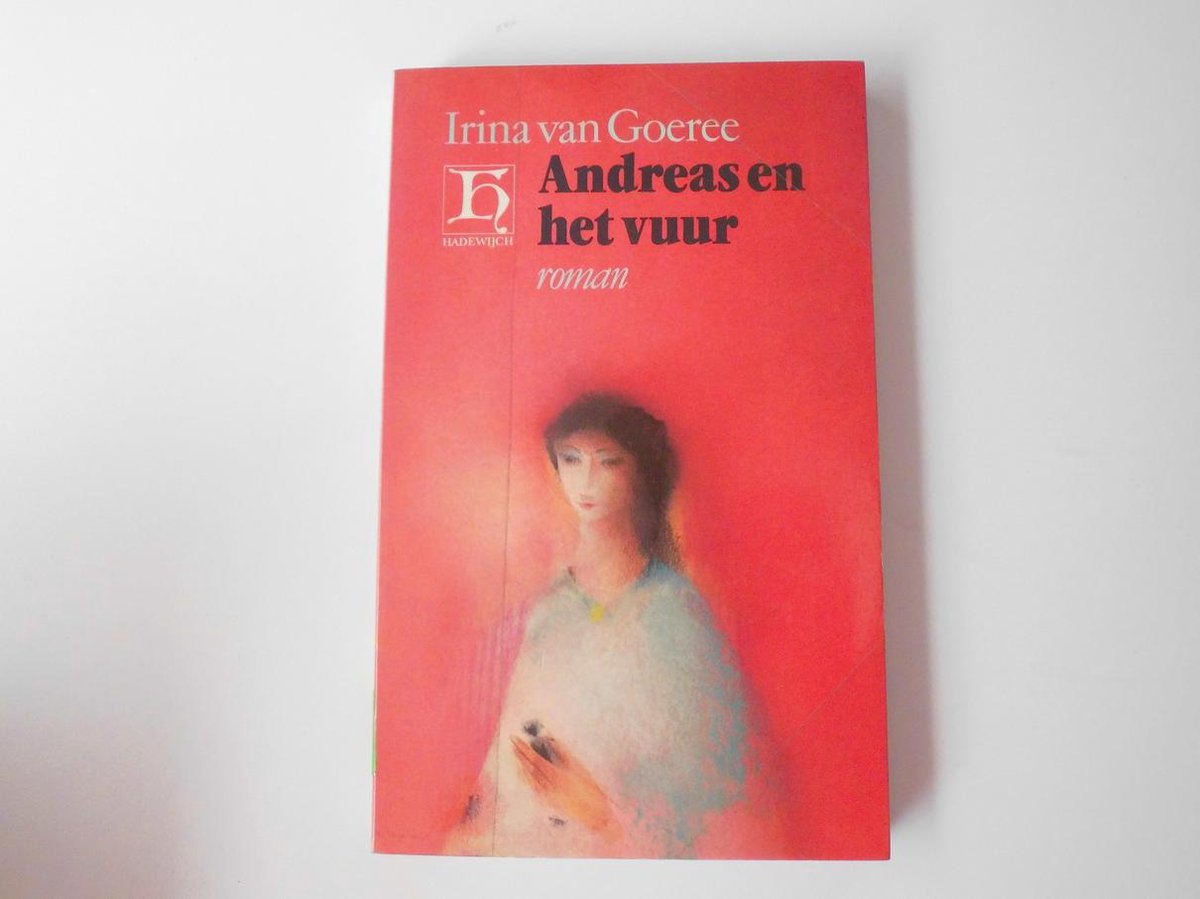 Irina van Goeree
Andreas en
het vuur
roman
H
HADEWIJCH